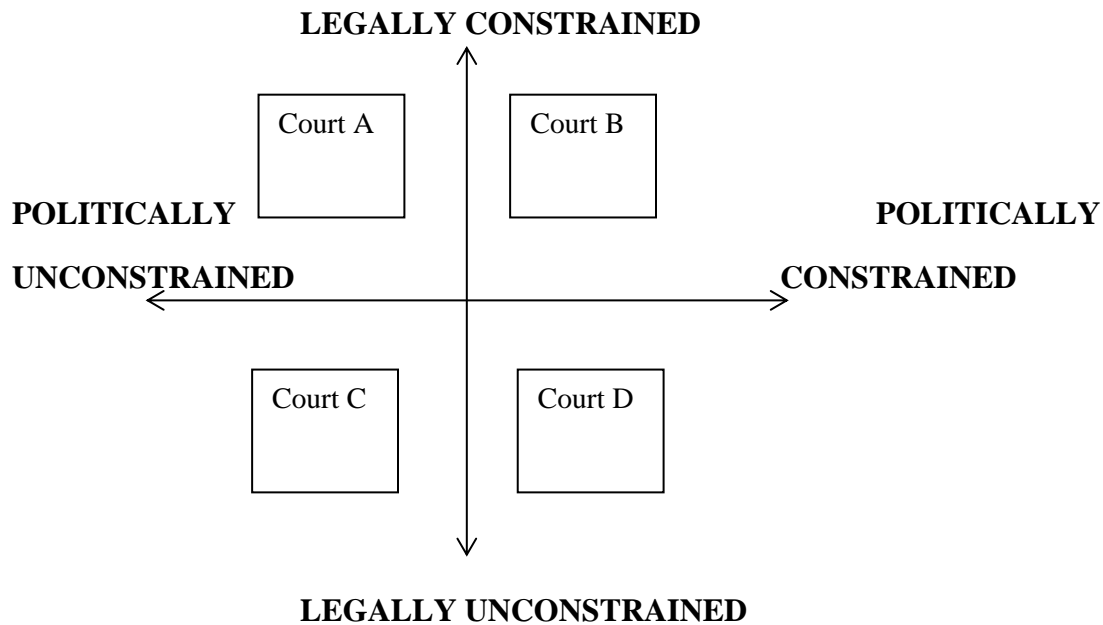 LEGALLY CONSTRAINED
Court A
Court B
POLITICALLY
UNCONSTRAINED
POLITICALLY
CONSTRAINED
Court C
Court D
LEGALLY UNCONSTRAINED